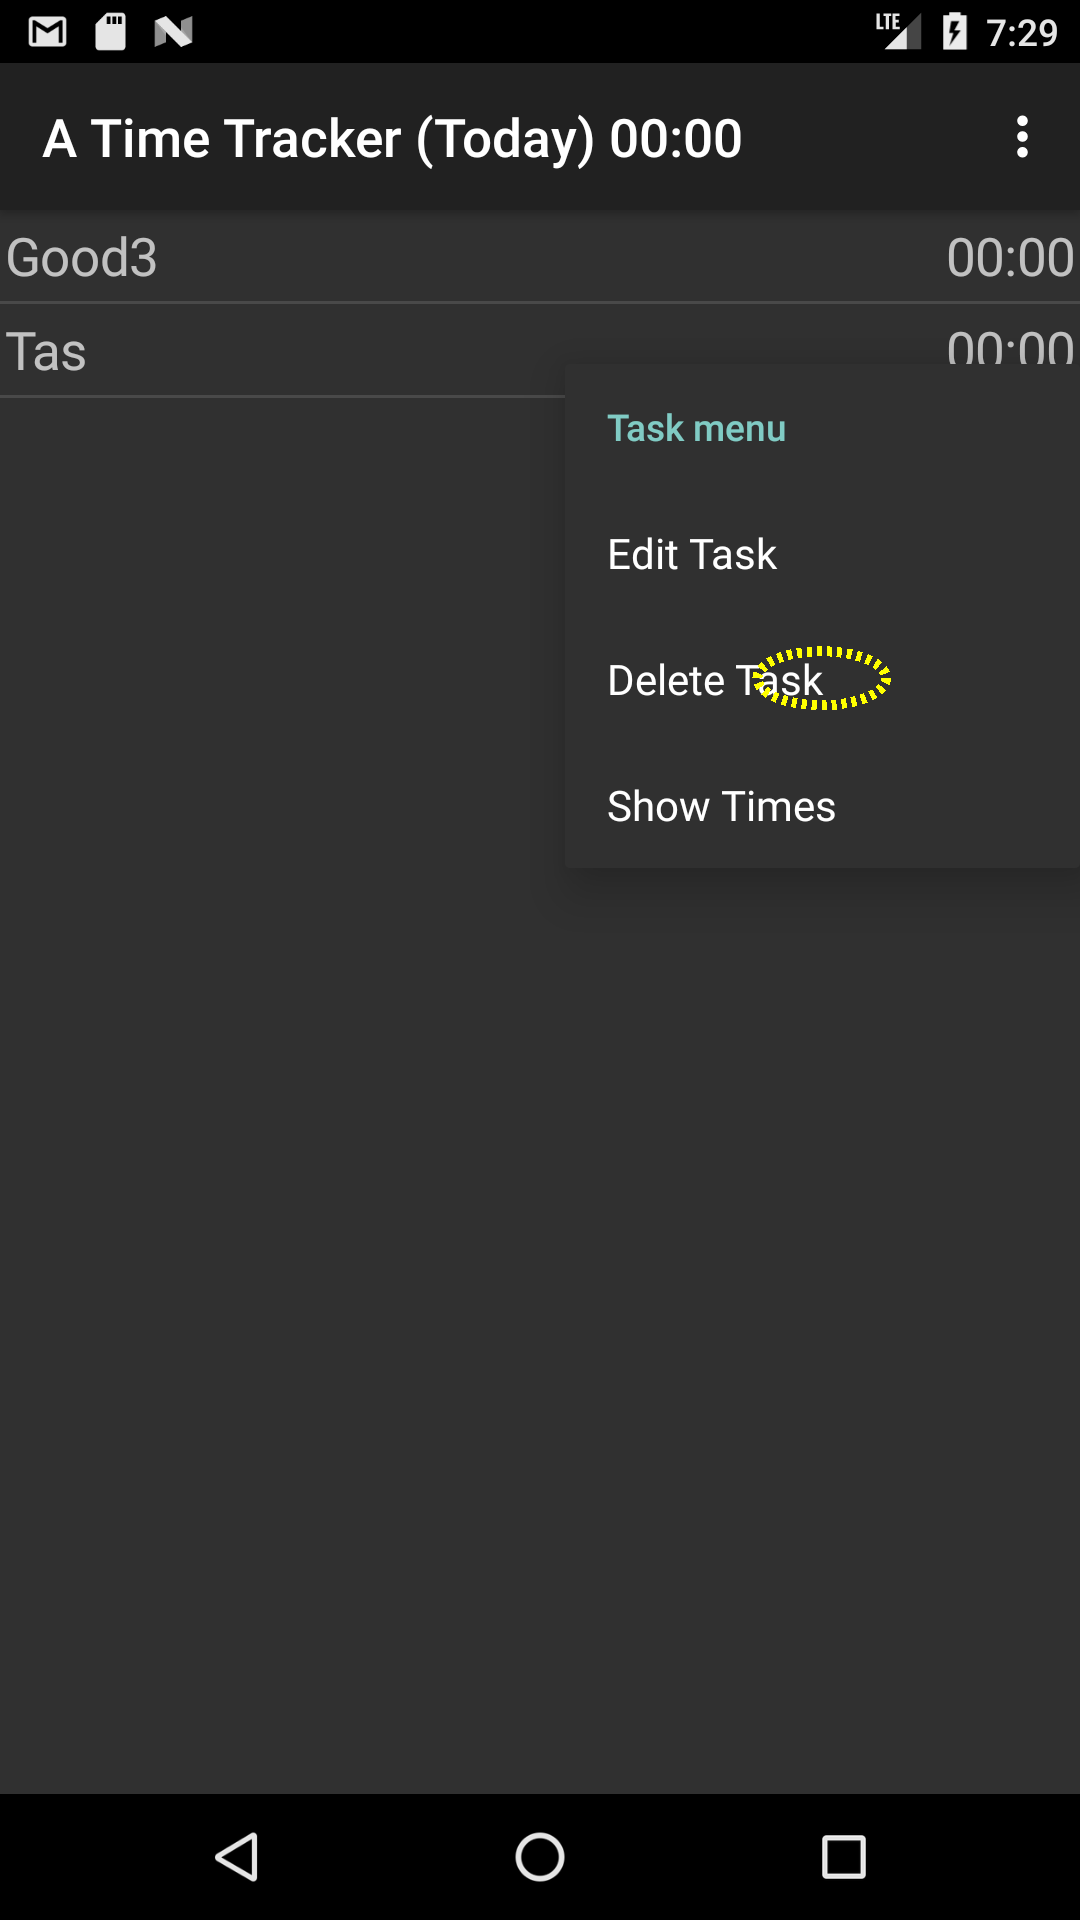 LTE 7:29
A Time Tracker (Today) 00:00
Good3 00:00
Tas 00:00
Task menu
Edit Task
Delete Task
Show Times